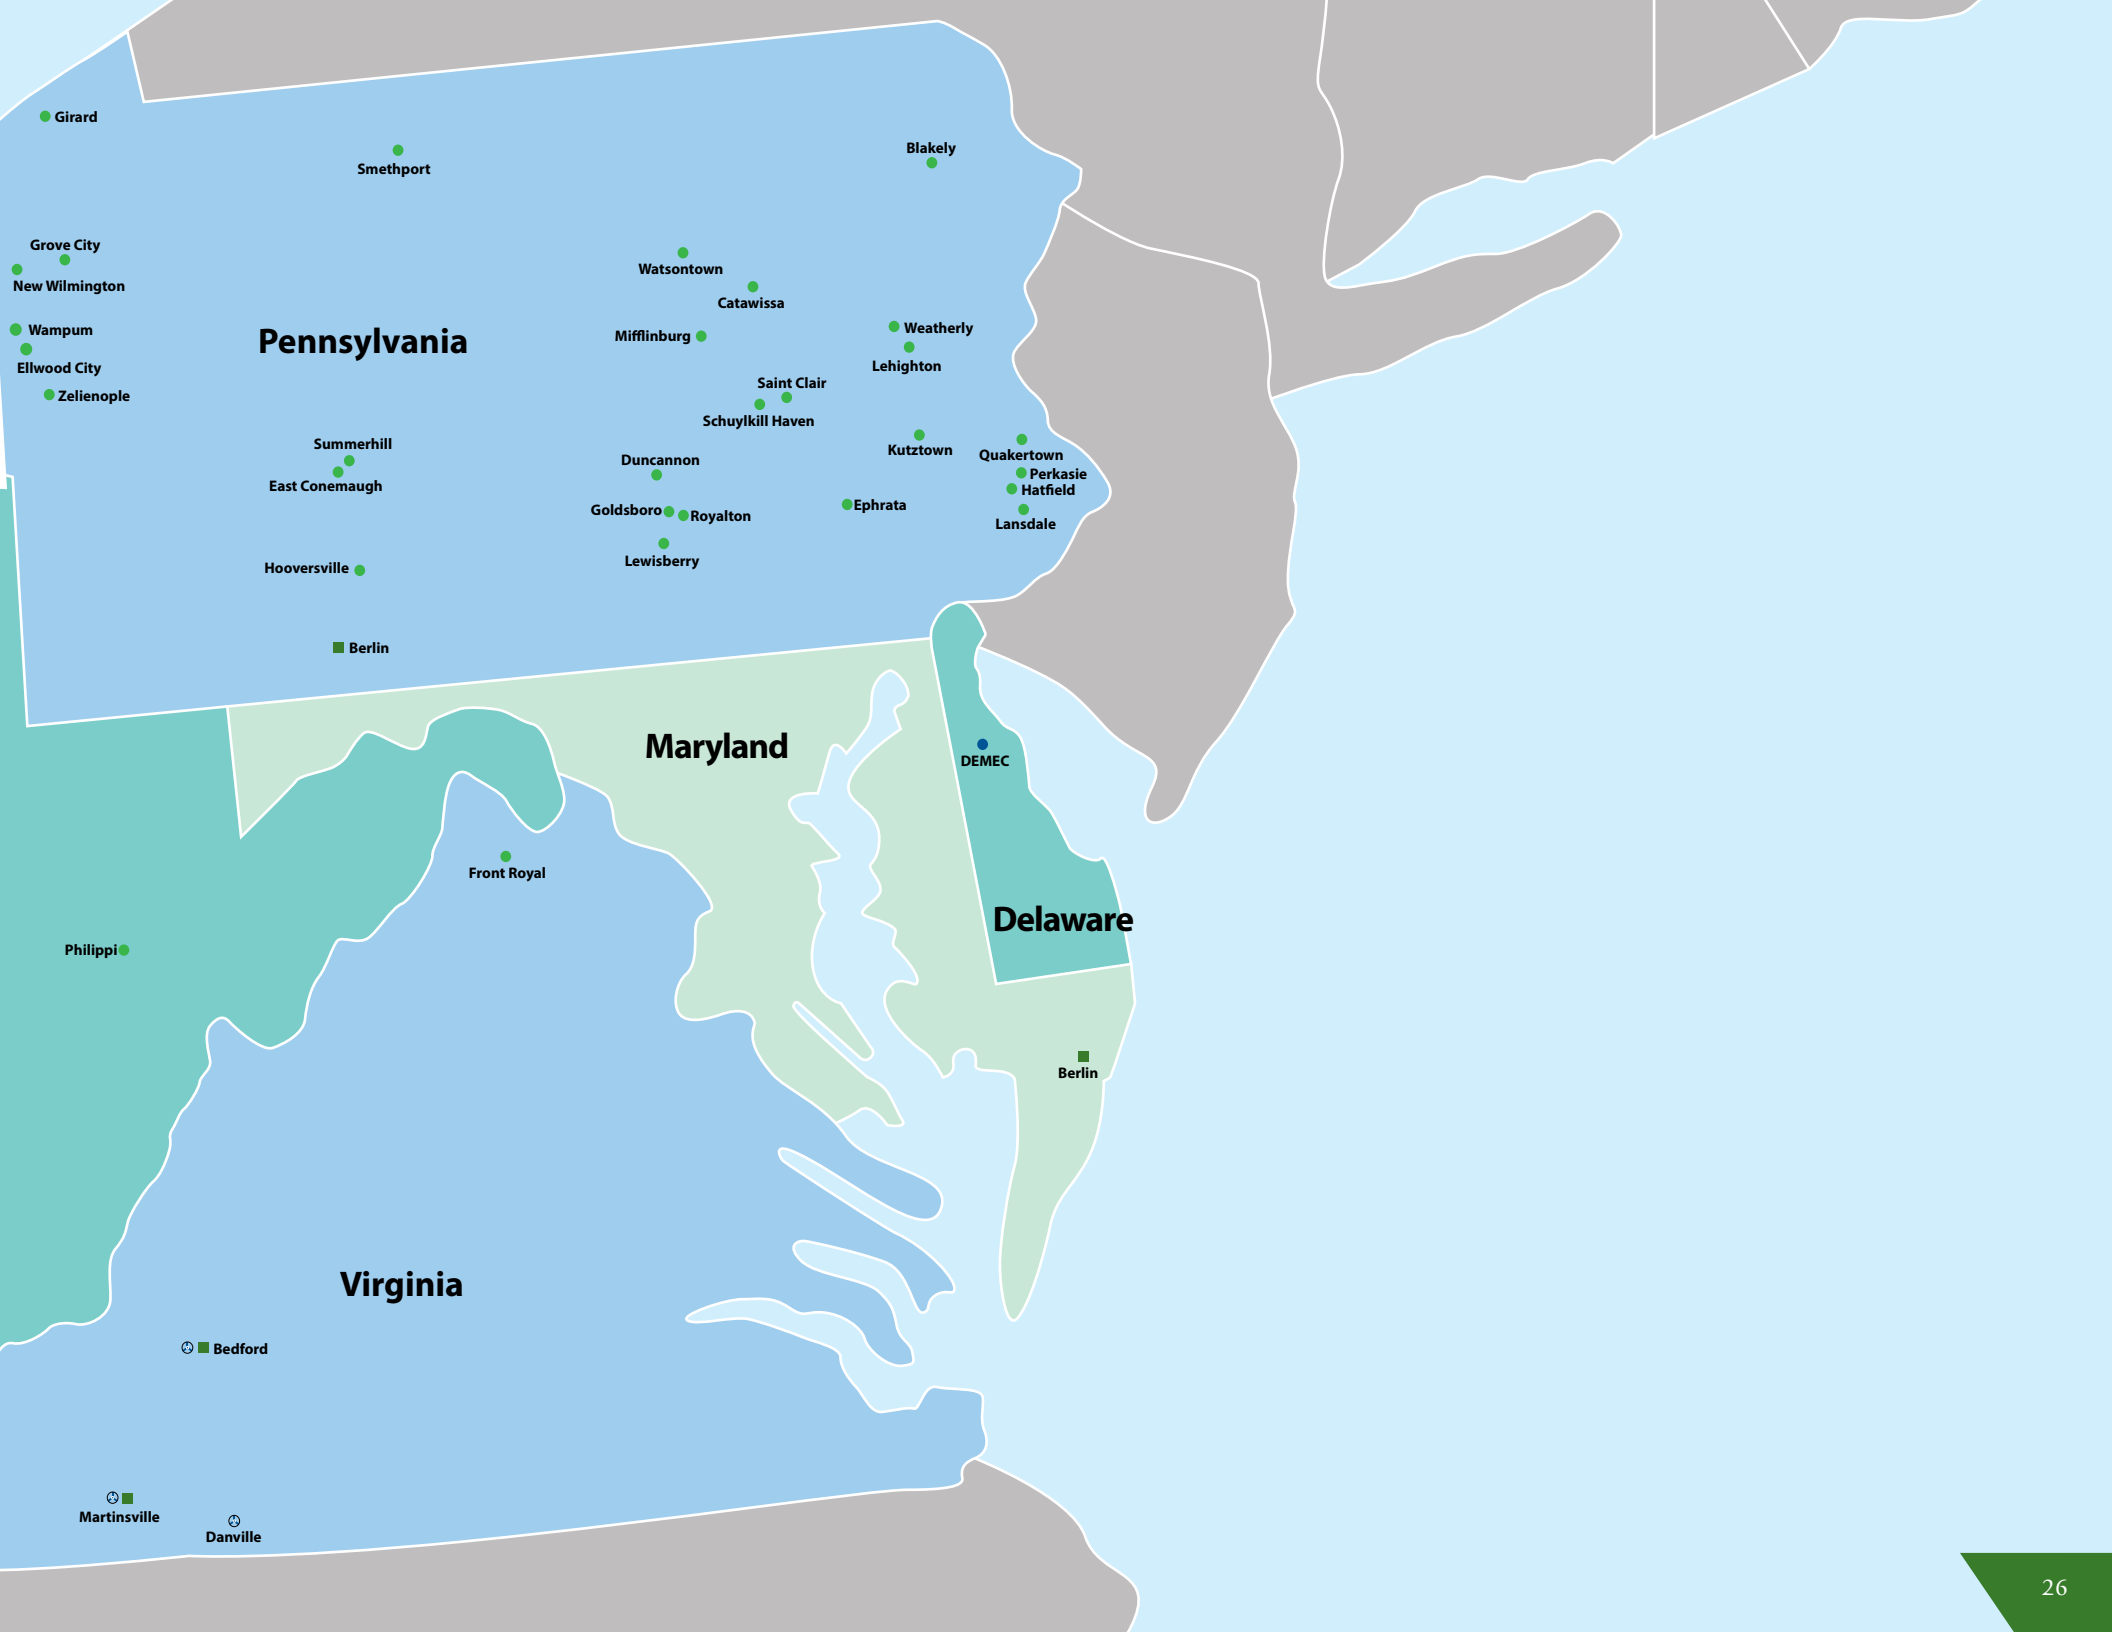 Girard
Smethport
Blakely
Grove City
New Wilmington
Watsontown
Catawissa
Wampum
Pennsylvania
Mifflinburg
Weatherly
Ellwood City
Lehighton
Zelienople
Saint Clair
Schuylkill Haven
Summerhill
Kutztown
Quakertown
Duncannon
Perkasie
East Conemaugh
Hatfield
Goldsboro
Royalton
Ephrata
Lansdale
Lewisberry
Hooversville
Berlin
Maryland
DEMEC
Front Royal
Delaware
Philippi
Berlin
Virginia
Bedford
Martinsville
Danville
26